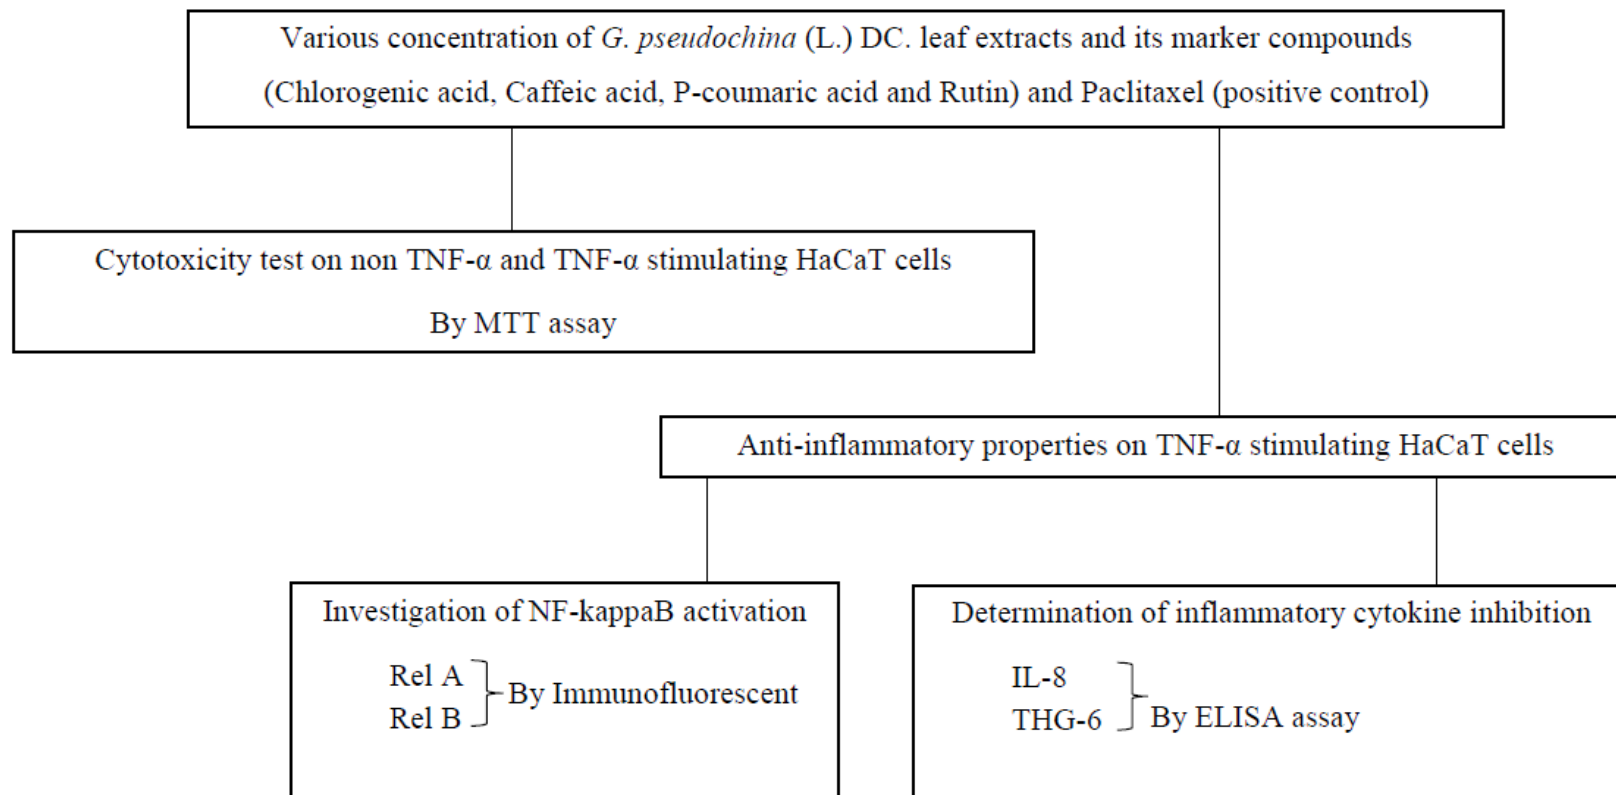 Various concentration of G. pseudochina (L.) DC. leaf extracts and its marker compounds
(Chlorogenic acid, Caffeic acid, P-coumaric acid and Rutin) and Paclitaxel (positive control)
Cytotoxicity test on non TNF-α and TNF-α stimulating HaCaT cells
By MTT assay
Anti-inflammatory properties on TNF-α stimulating HaCaT cells
Investigation of NF-kappaB activation
Rel A
Rel B
By Immunofluorescent
Determination of inflammatory cytokine inhibition
IL-8
THG-6
By ELISA assay